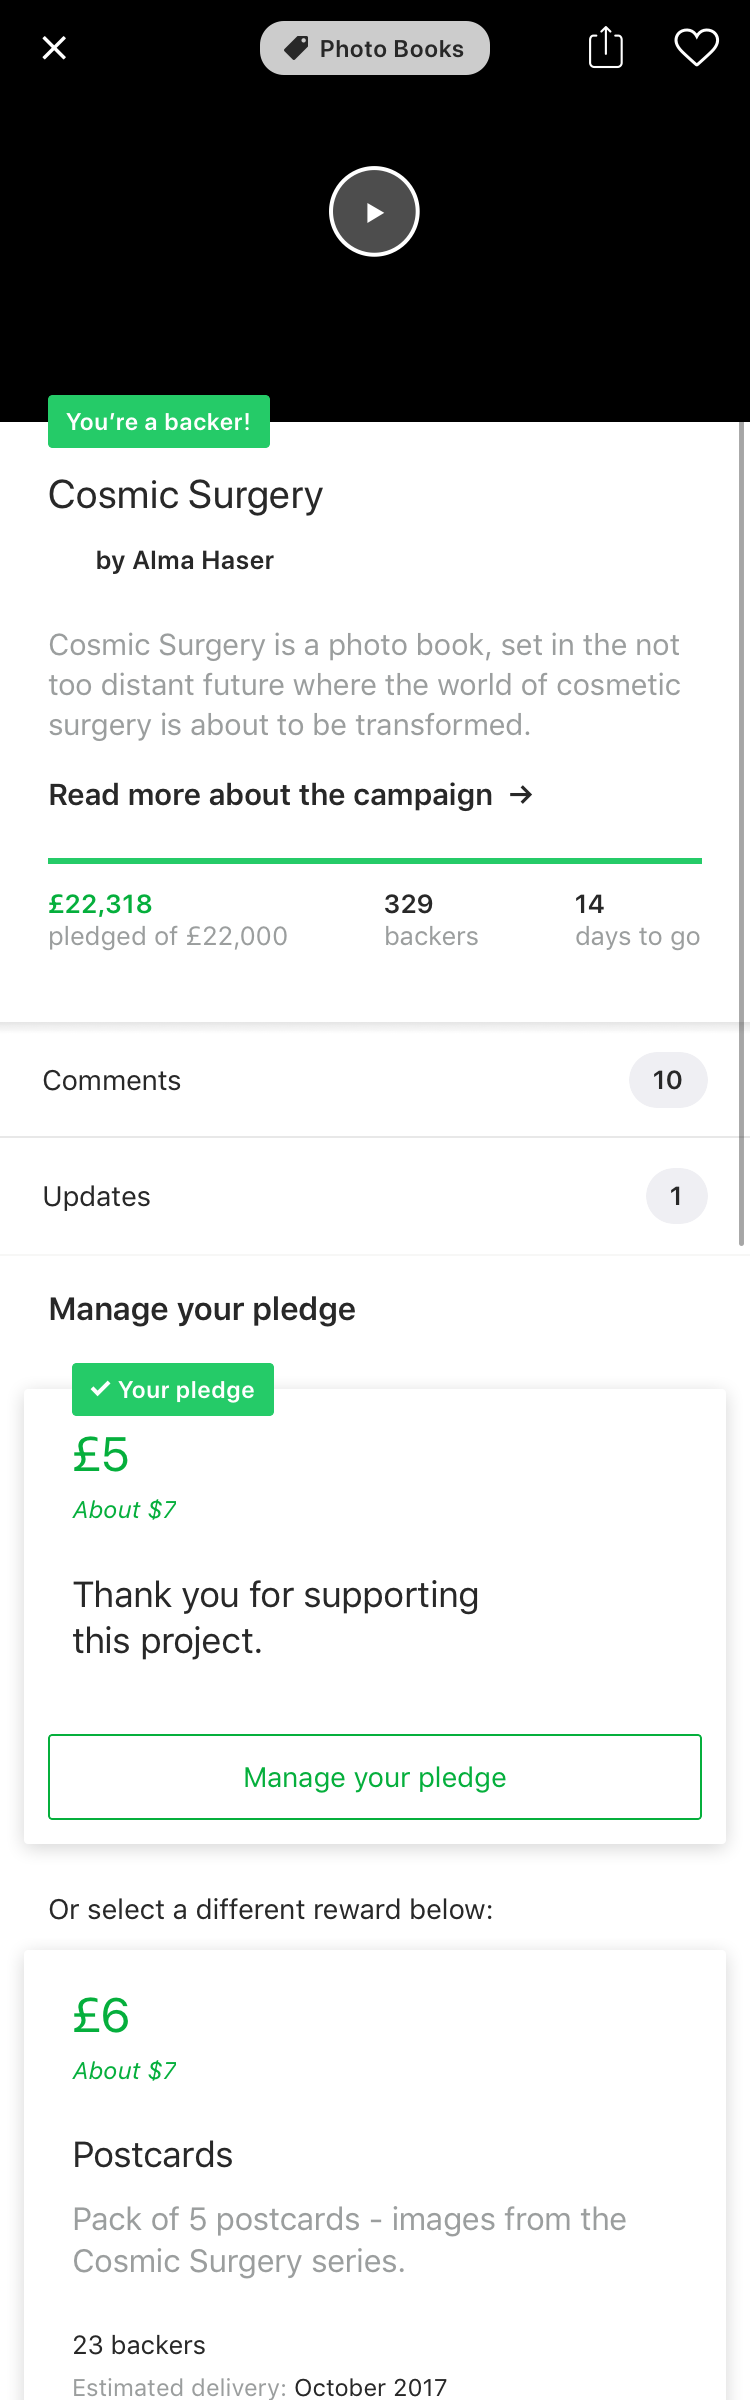 Photo Books
You're a backer!
Cosmic Surgery
by Alma Haser
Cosmic Surgery is a photo book, set in the not
too distant future where the world of cosmetic
surgery is about to be transformed.
Read more about the campaign →
£22,318
pledged of £22,000
329
backers
14
days to go
Comments
10
Updates
1
Manage your pledge
Your pledge
£5
About $7
Thank you for supporting
this project.
Manage your pledge
Or select a different reward below:
£6
About $7
Postcards
Pack of 5 postcards - images from the
Cosmic Surgery series.
23 backers
Estimated delivery: October 2017